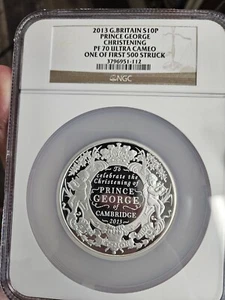 2013 G.BRITAIN S10P
PRINCE GEORGE
CHRISTENING
PF 70 ULTRA CAMEO
ONE OF FIRST 500 STRUCK
3796951-112
NGC
To
celebrate the
Christening of
PRINCE
GEORGE
of
CAMBRIDGE
2013